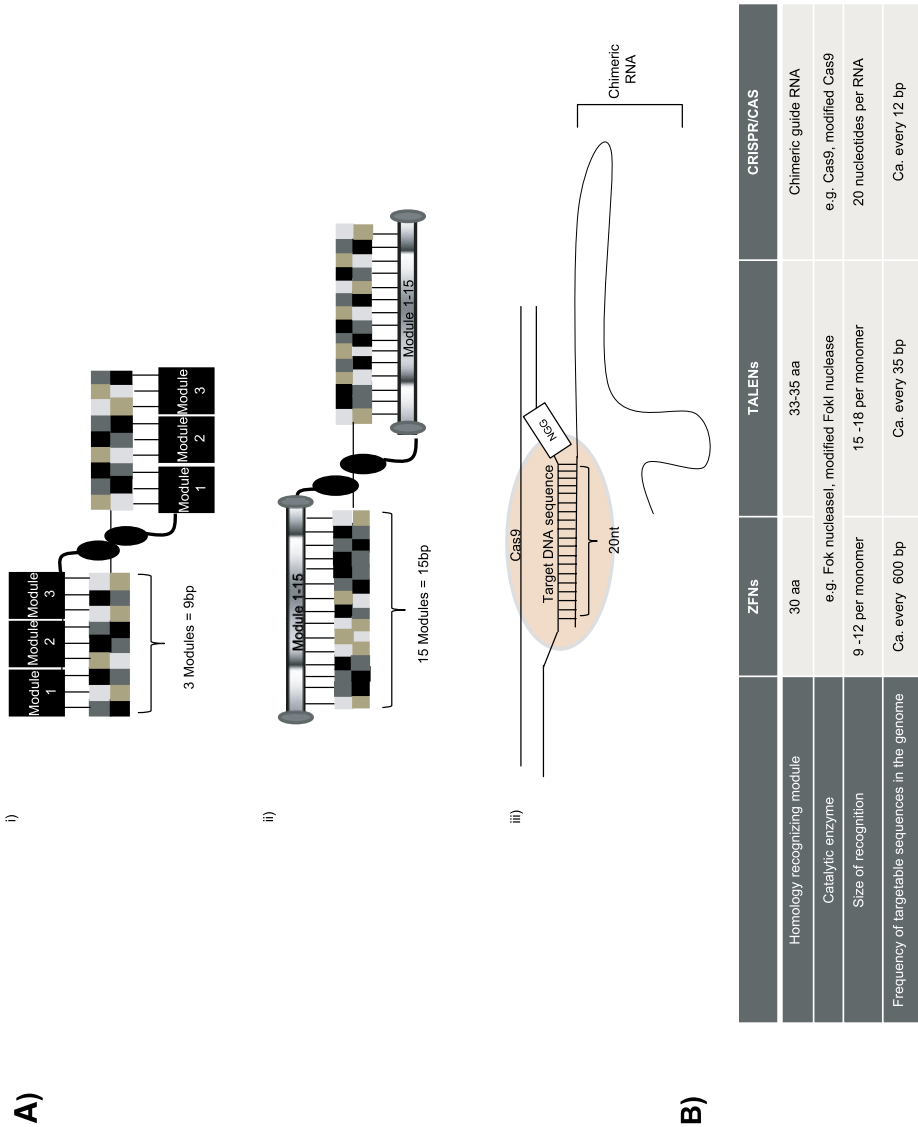 A)
i)
Module
1
Module
2
Module
3
3 Modules = 9bp
Module
1
Module
2
Module
3
ii)
Module 1-15
15 Modules = 15bp
Module 1-15
iii)
Cas9
Target DNA sequence
NGG
20nt
Chimeric
RNA
B)
ZFNs TALENs CRISPR/CAS
Homology recognizing module 30 aa 33-35 aa Chimeric guide RNA
Catalytic enzyme e.g. Fok nucleaseI, modified FokI nuclease e.g. Cas9, modified Cas9
Size of recognition 9 -12 per monomer 15 -18 per monomer 20 nucleotides per RNA
Frequency of targetable sequences in the genome Ca. every 600 bp Ca. every 35 bp Ca. every 12 bp